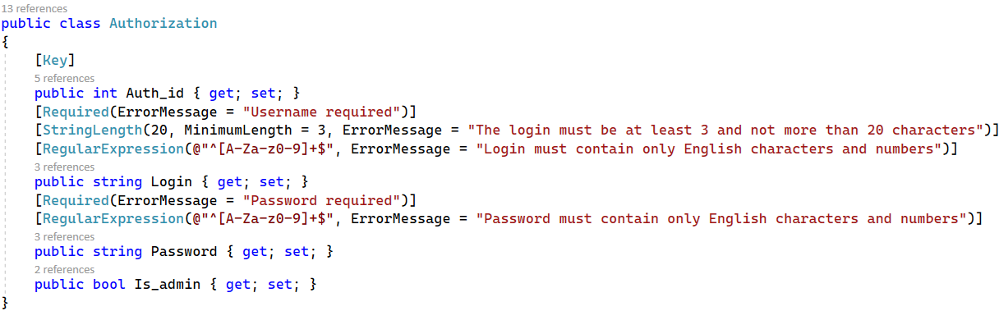 13 references
public class Authorization
{
[Key]
5 references
public int Auth_id { get; set; }
[Required(ErrorMessage = "Username required")]
[StringLength(20, MinimumLength = 3, ErrorMessage = "The login must be at least 3 and not more than 20 characters")]
[RegularExpression(@"^[A-Za-z0-9]+$", ErrorMessage = "Login must contain only English characters and numbers")]
3 references
public string Login { get; set; }
[Required(ErrorMessage = "Password required")]
[RegularExpression(@"^[A-Za-z0-9]+$", ErrorMessage = "Password must contain only English characters and numbers")]
3 references
public string Password { get; set; }
2 references
public bool Is_admin { get; set; }
}